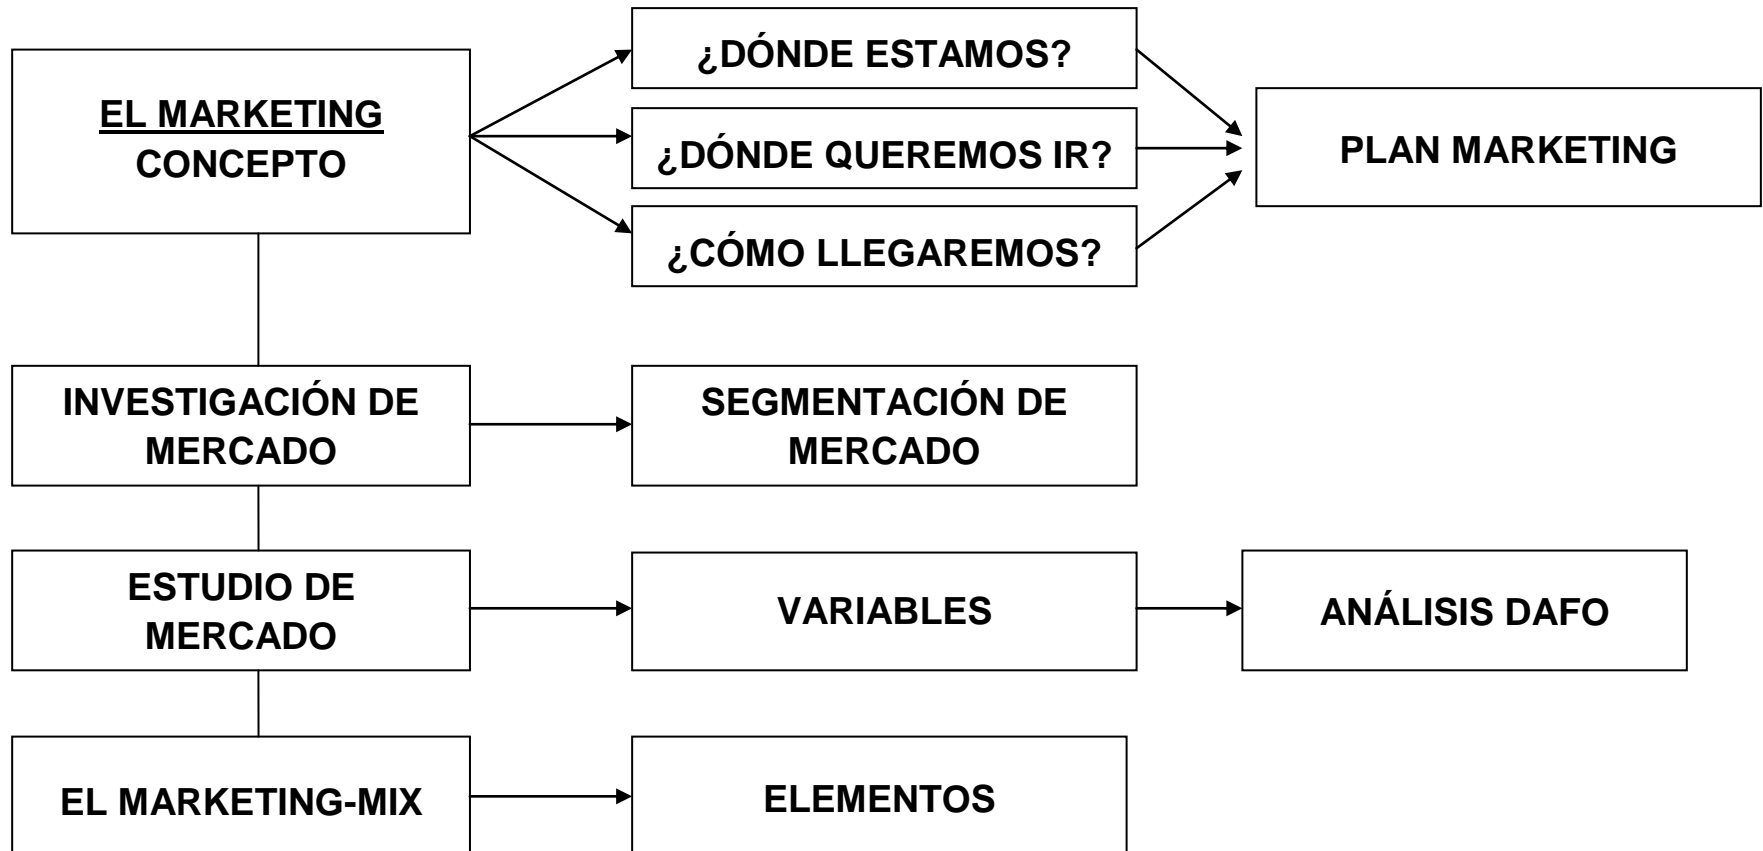 EL MARKETING
CONCEPTO
¿DÓNDE ESTAMOS?
¿DÓNDE QUEREMOS IR?
¿CÓMO LLEGAREMOS?
PLAN MARKETING
INVESTIGACIÓN DE
MERCADO
SEGMENTACIÓN DE
MERCADO
ESTUDIO DE
MERCADO
VARIABLES
ANÁLISIS DAFO
EL MARKETING-MIX
ELEMENTOS